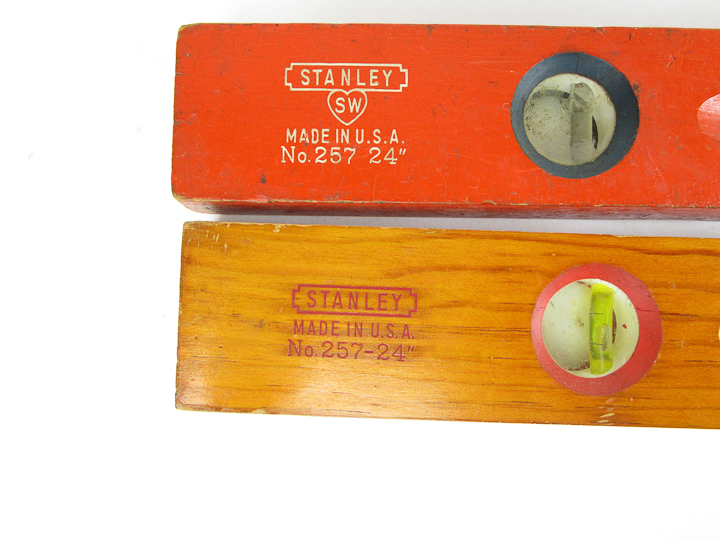 STANLEY
SW
MADE IN U.S.A.
No. 257 24"
STANLEY
MADE IN U.S.A.
No. 257-24"